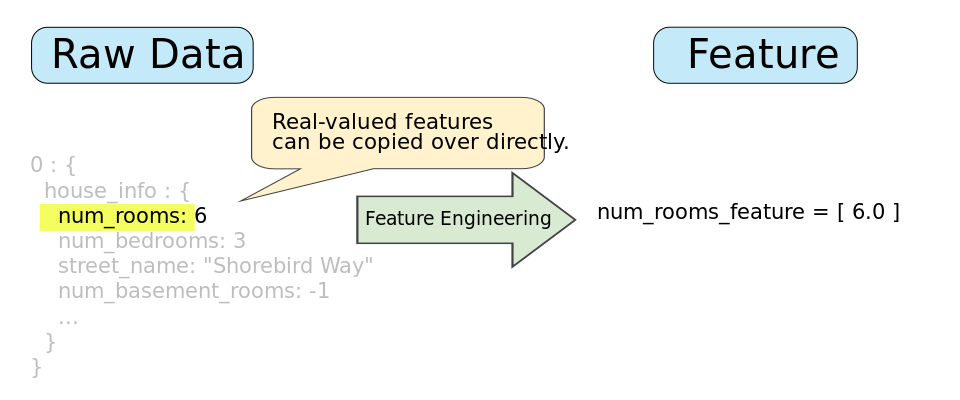 Raw Data
Feature
Real-valued features
can be copied over directly.
0 : {
house_info : {
num_rooms: 6
num_bedrooms: 3
street_name: "Shorebird Way"
num_basement_rooms: -1
...
}
}
Feature Engineering
num_rooms_feature = [ 6.0 ]